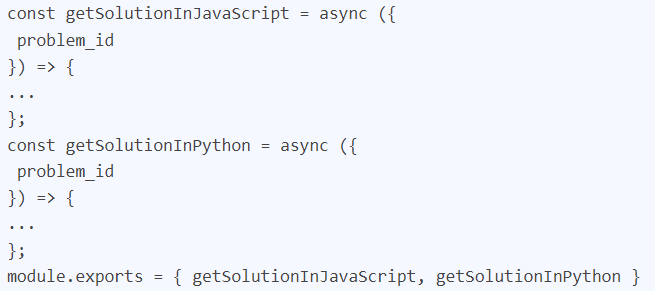 const getSolutionInJavaScript = async ({
 problem_id
}) => {
...
};
const getSolutionInPython = async ({
 problem_id
}) => {
...
};
module.exports = { getSolutionInJavaScript, getSolutionInPython }